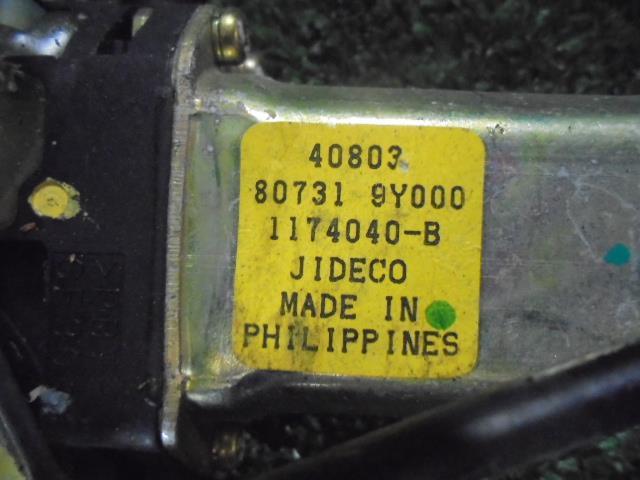 40803
80731 9Y000
1174040-B
JIDECO
MADE IN
PHILIPPINES